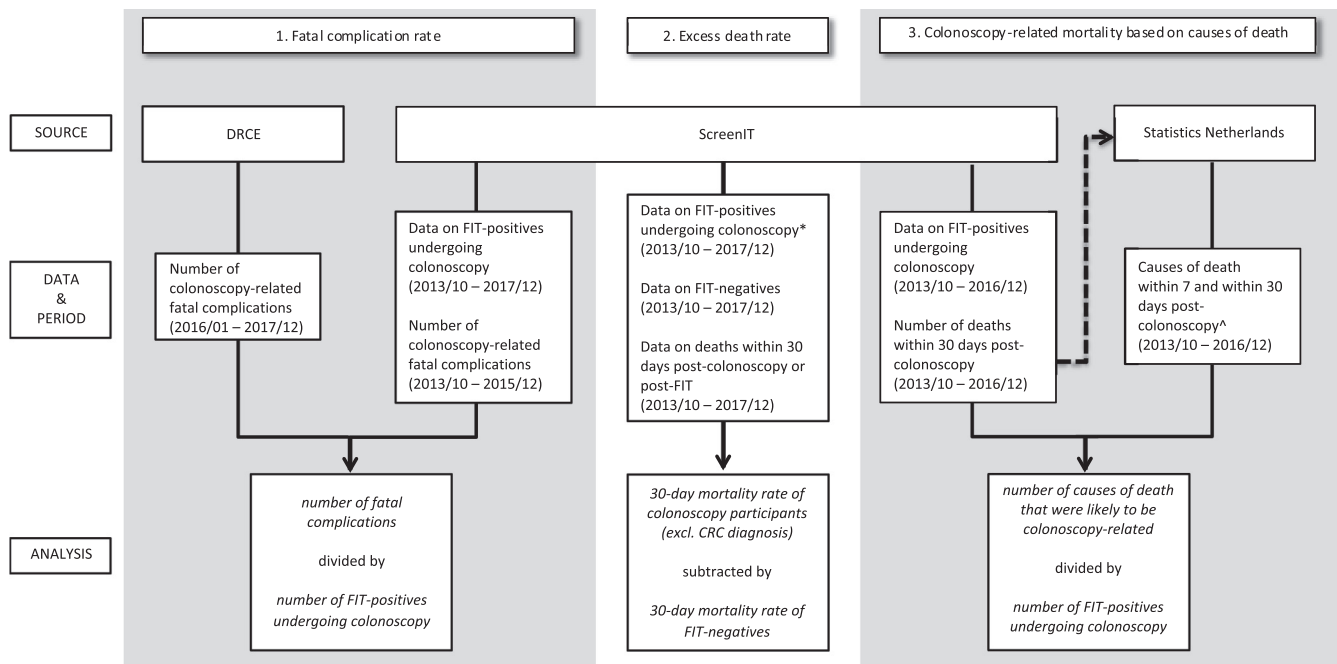 1. Fatal complication rate
2. Excess death rate
3. Colonoscopy-related mortality based on causes of death
SOURCE
DRCE
ScreenIT
Statistics Netherlands
DATA
&
PERIOD
Number of
colonoscopy-related
fatal complications
(2016/01 – 2017/12)
Data on FIT-positives
undergoing
colonoscopy
(2013/10 – 2017/12)
Number of
colonoscopy-related
fatal complications
(2013/10 – 2015/12)
Data on FIT-positives
undergoing colonoscopy*
(2013/10 – 2017/12)
Data on FIT-negatives
(2013/10 – 2017/12)
Data on deaths within 30
days post-colonoscopy or
post-FIT
(2013/10 – 2017/12)
Data on FIT-positives
undergoing
colonoscopy
(2013/10 – 2016/12)
Number of deaths
within 30 days post-
colonoscopy
(2013/10 – 2016/12)
Causes of death
within 7 and within 30
days post-
colonoscopy^
(2013/10 – 2016/12)
ANALYSIS
number of fatal
complications
divided by
number of FIT-positives
undergoing colonoscopy
30-day mortality rate of
colonoscopy participants
(excl. CRC diagnosis)
subtracted by
30-day mortality rate of
FIT-negatives
number of causes of death
that were likely to be
colonoscopy-related
divided by
number of FIT-positives
undergoing colonoscopy